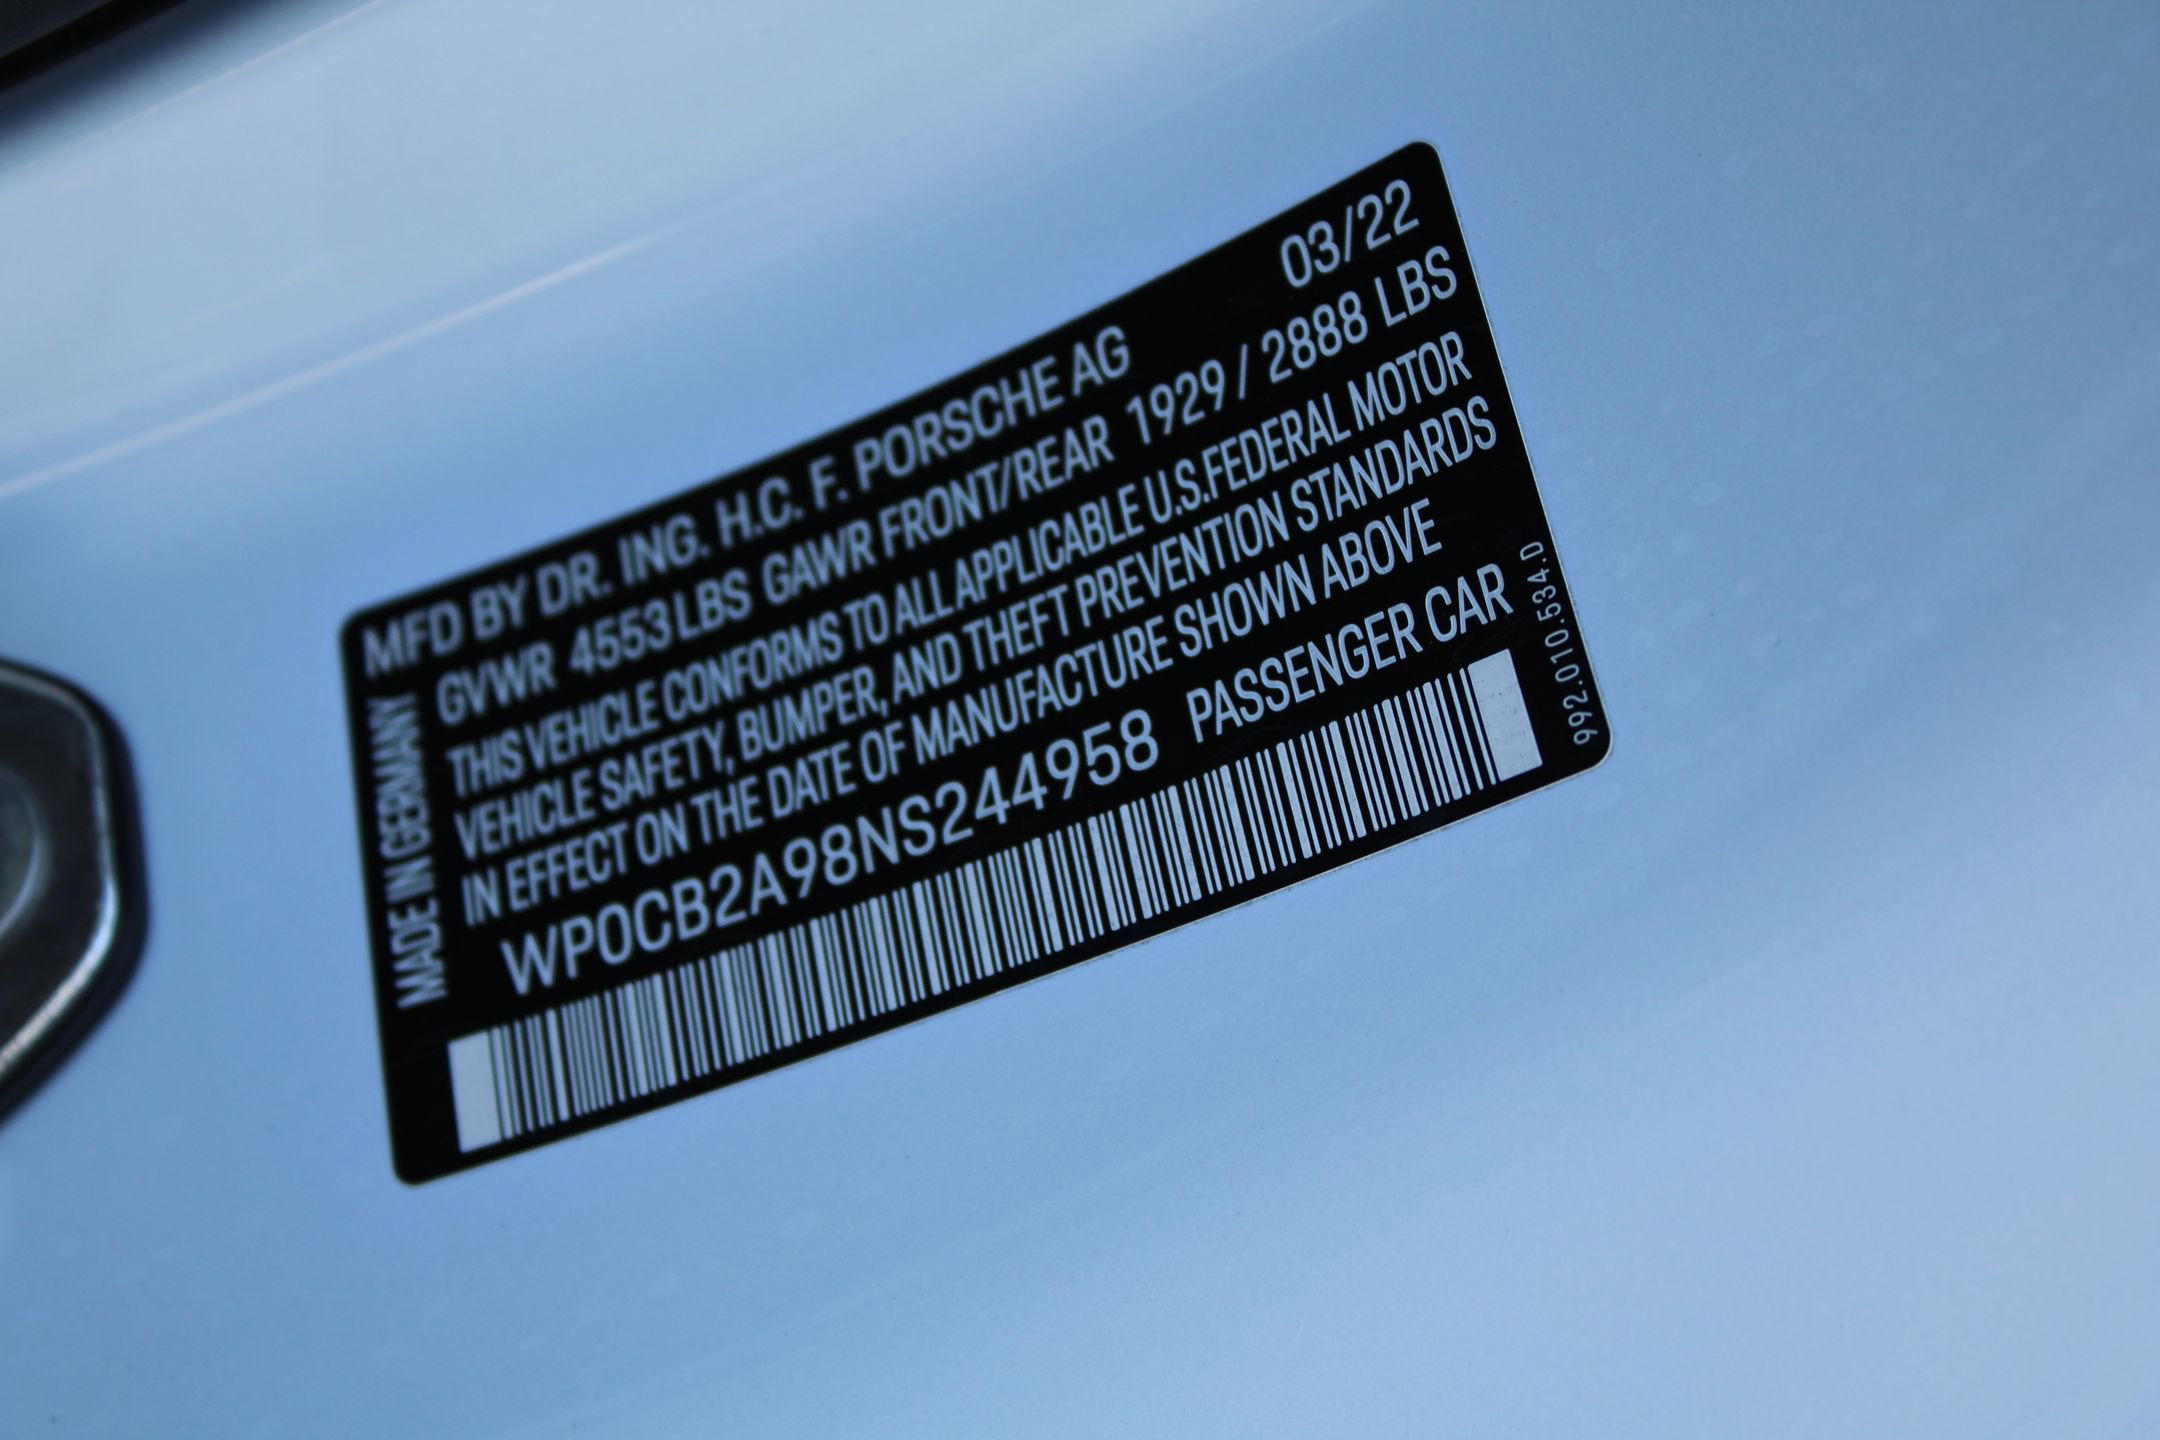 MFD BY DR. ING. H.C. F. PORSCHE AG 03/22
GVWR 4553 LBS GAWR FRONT/REAR 1929 / 2888 LBS
THIS VEHICLE CONFORMS TO ALL APPLICABLE U.S.FEDERAL MOTOR
VEHICLE SAFETY, BUMPER, AND THEFT PREVENTION STANDARDS
IN EFFECT ON THE DATE OF MANUFACTURE SHOWN ABOVE
WP0CB2A98NS244958 PASSENGER CAR
MADE IN GERMANY
992.010.534.D